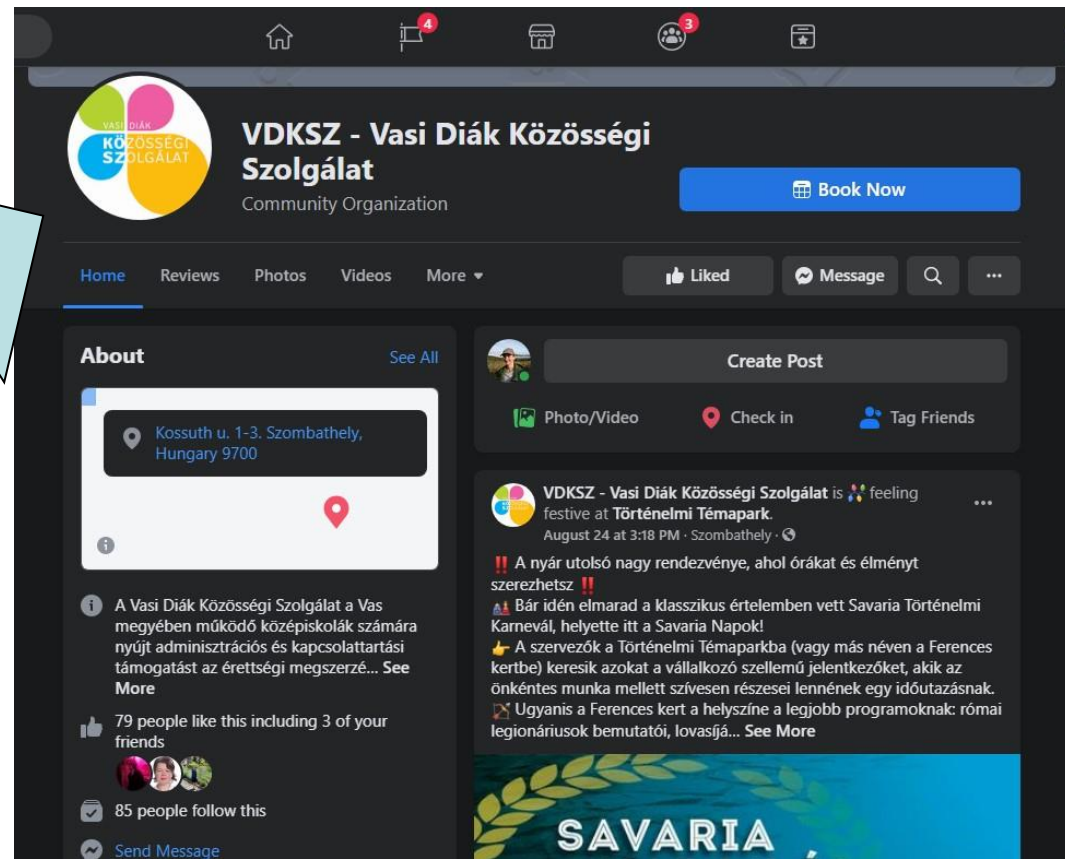 4
3
VASI DIÁK
KÖZÖSSÉGI
SZOLGÁLAT
VDKSZ - Vasi Diák Közösségi
Szolgálat
Community Organization
Book Now
Home Reviews Photos Videos More
Liked Message
About See All
Kossuth u. 1-3. Szombathely,
Hungary 9700
A Vasi Diák Közösségi Szolgálat a Vas
megyében működő középiskolák számára
nyújt adminisztrációs és kapcsolattartási
támogatást az érettségi megszerzé... See
More
79 people like this including 3 of your
friends
85 people follow this
Send Message
Create Post
Photo/Video Check in Tag Friends
VDKSZ - Vasi Diák Közösségi Szolgálat is 🎊 feeling
festive at Történelmi Témapark.
August 24 at 3:18 PM · Szombathely ·
‼️ A nyár utolsó nagy rendezvénye, ahol órákat és élményt
szerezhetsz ‼️
Bár idén elmarad a klasszikus értelemben vett Savaria Történelmi
Karnevál, helyette itt a Savaria Napok!
👉 A szervezők a Történelmi Témaparkba (vagy más néven a Ferences
kertbe) keresik azokat a vállalkozó szellemű jelentkezőket, akik az
önkéntes munka mellett szívesen részesei lennének egy időutazásnak.
🏹 Ugyanis a Ferences kert a helyszíne a legjobb programoknak: római
legionáriusok bemutatói, lovasíjá... See More
SAVARIA